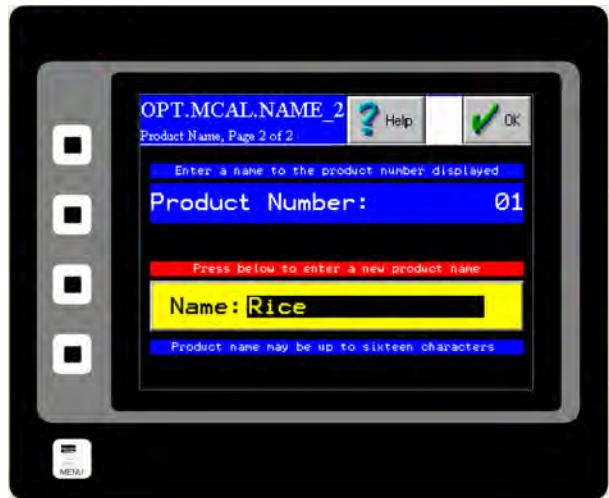 OPT.MCAL.NAME_2
Product Name, Page 2 of 2
? Help
OK
Enter a name to the product number displayed
Product Number: 01
Press below to enter a new product name
Name: Rice
Product name may be up to sixteen characters
MENU